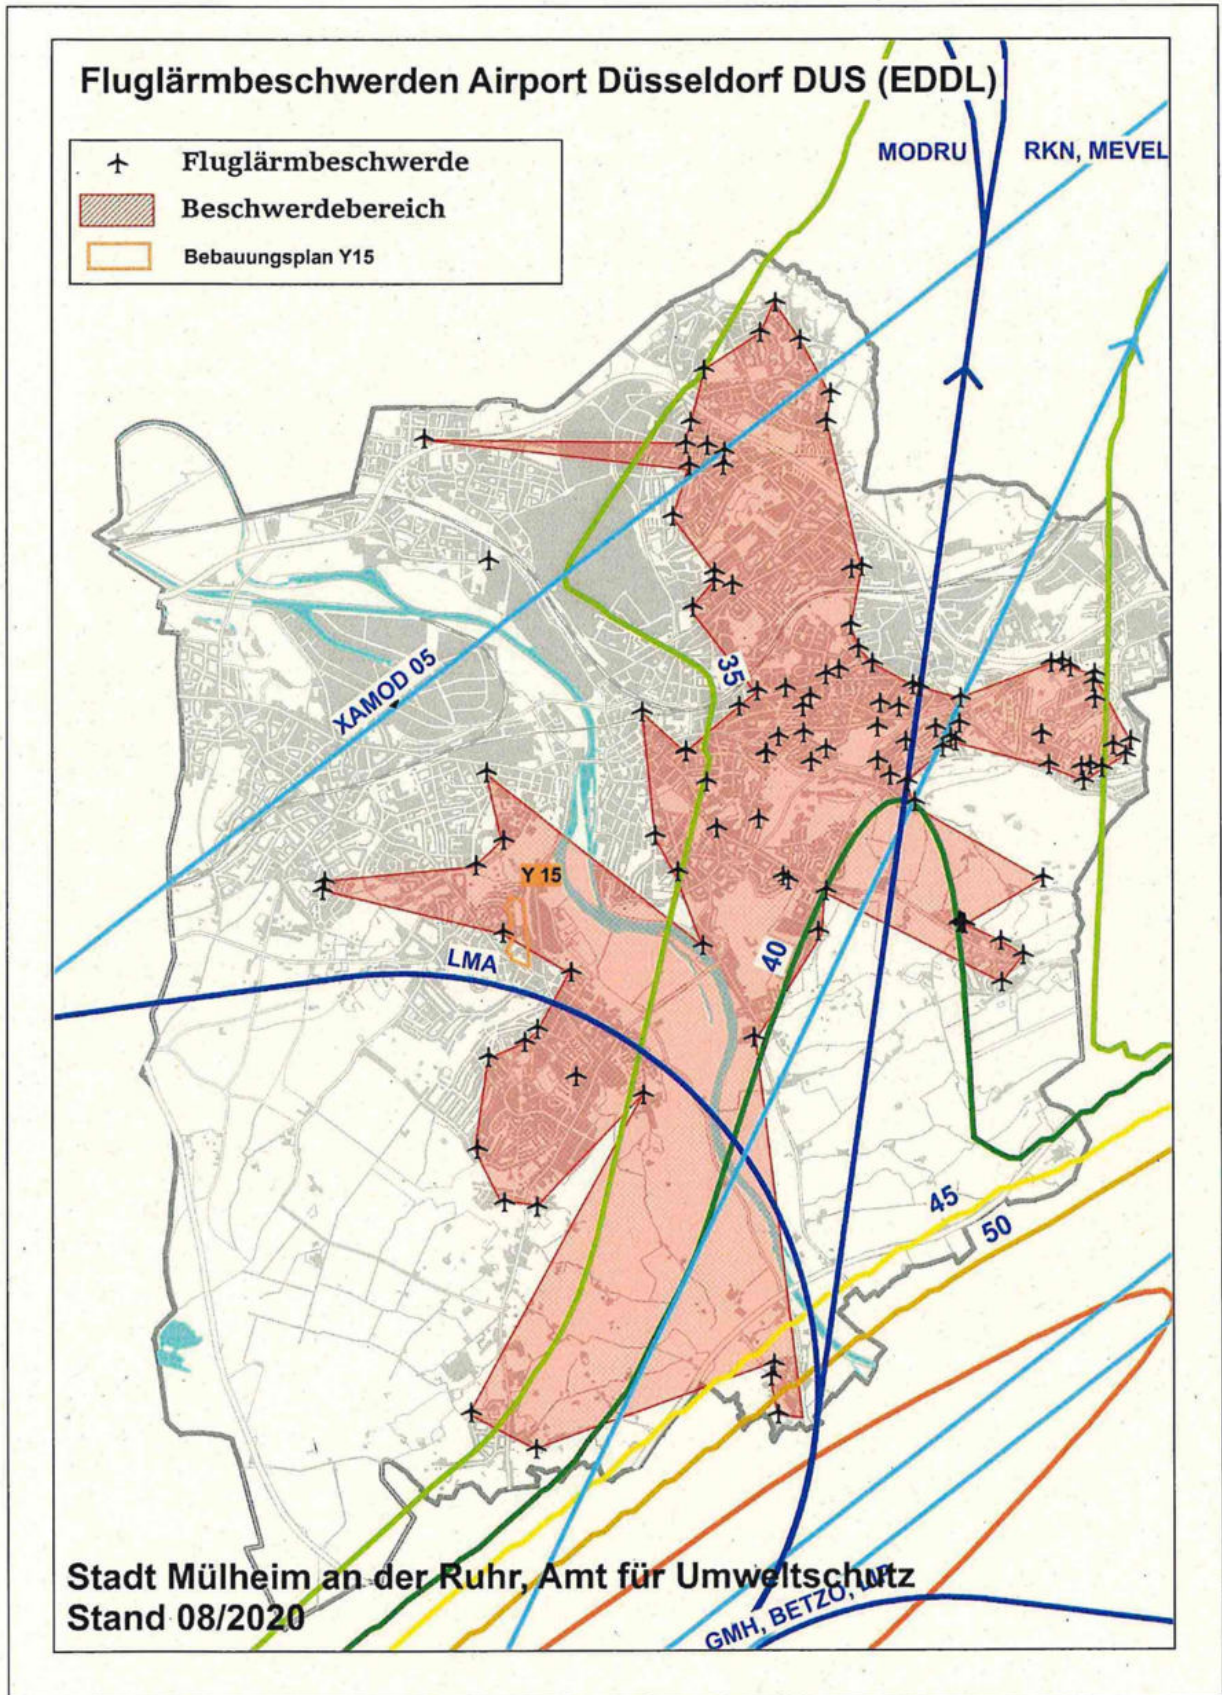 Fluglärmbeschwerden Airport Düsseldorf DUS (EDDL)
Fluglärmbeschwerde
Beschwerdebereich
Bebauungsplan Y15
MODRU
RKN, MEVEL
XAMOD 05
35
Y 15
LMA
40
45
50
GMH, BETZO,
Stadt Mülheim an der Ruhr, Amt für Umweltschutz
Stand 08/2020